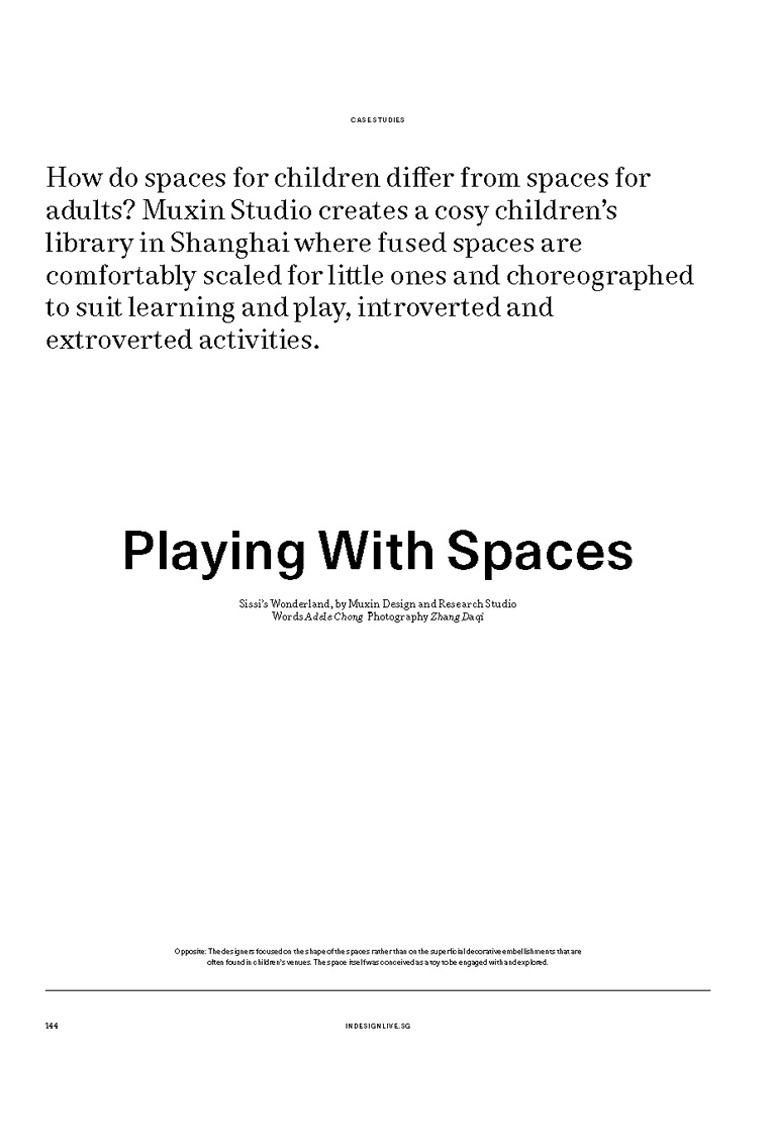 CASE STUDIES
How do spaces for children differ from spaces for
adults? Muxin Studio creates a cosy children’s
library in Shanghai where fused spaces are
comfortably scaled for little ones and choreographed
to suit learning and play, introverted and
extroverted activities.
Playing With Spaces
Sissi’s Wonderland, by Muxin Design and Research Studio
Words Adele Chong Photography Zhang Daqi
Opposite: The designers focused on the shape of the spaces rather than on the superficial decorative embellishments that are
often found in children’s venues. The space itself was conceived as a toy to be engaged with and explored.
144
INDESIGNLIVE.SG